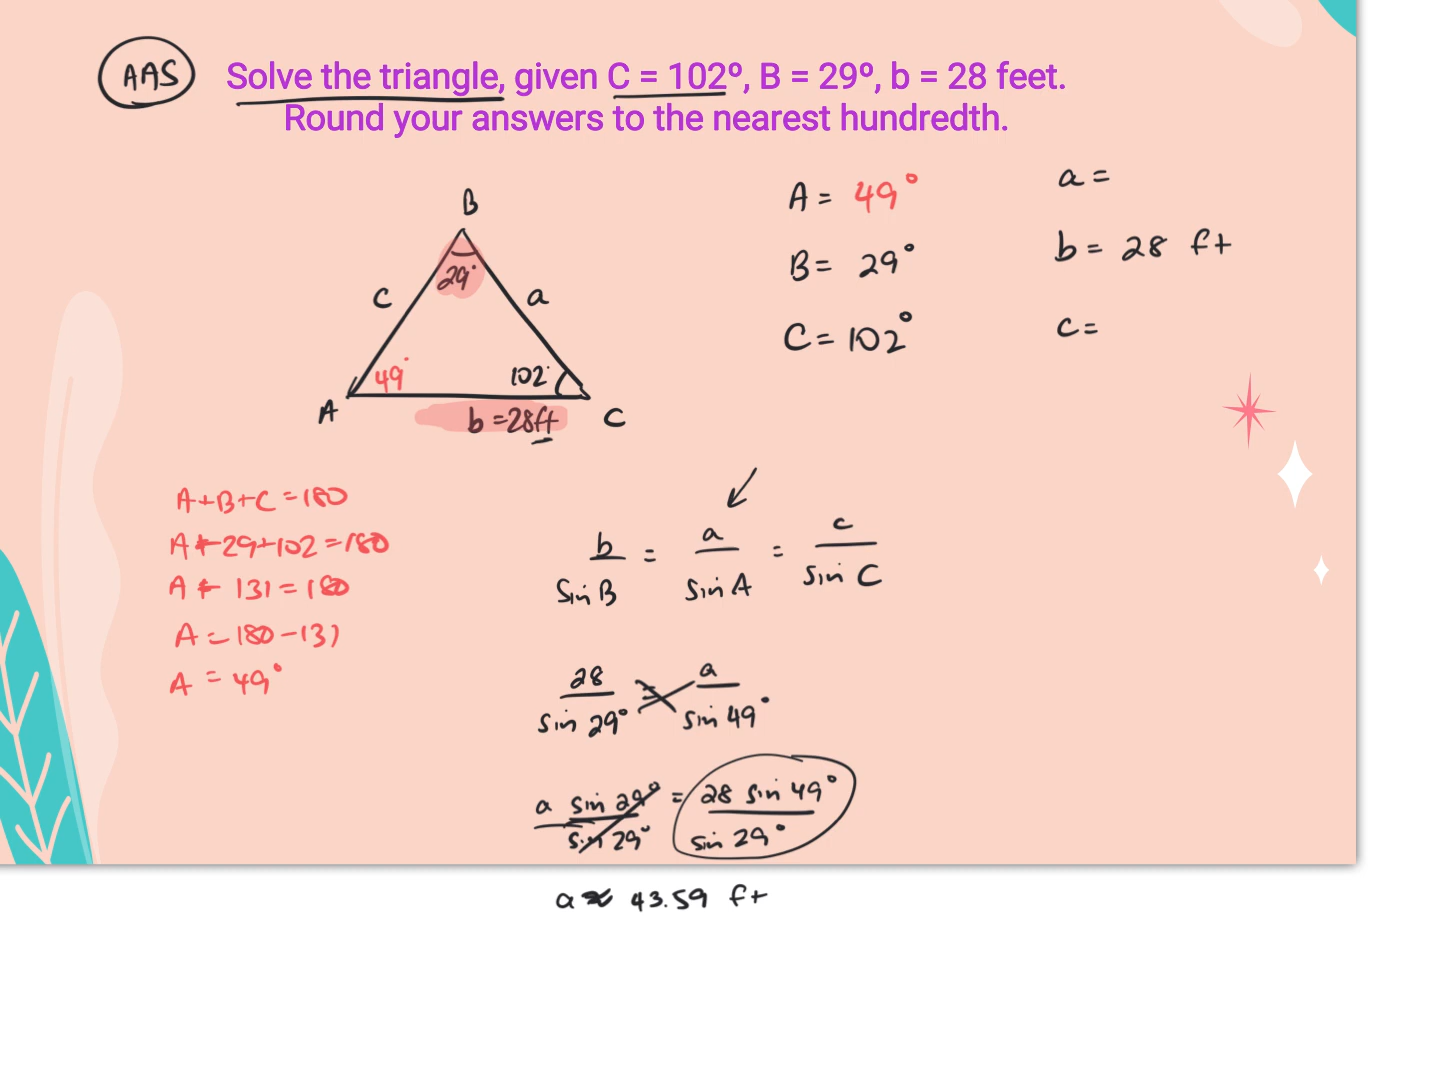 AAS
Solve the triangle, given C = 102º, B = 29º, b = 28 feet.
Round your answers to the nearest hundredth.
B
29°
c
a
49°
102°
A
b = 28ft
C
A = 49°
B = 29°
C = 102°
a =
b = 28 ft
c =
A+B+C = 180
A+29+102 = 180
A + 131 = 180
A = 180 - 131
A = 49°
b/sin B = a/sin A = c/sin C
28/sin 29° = a/sin 49°
a sin 29°/sin 29° = 28 sin 49°/sin 29°
a ≈ 43.59 ft